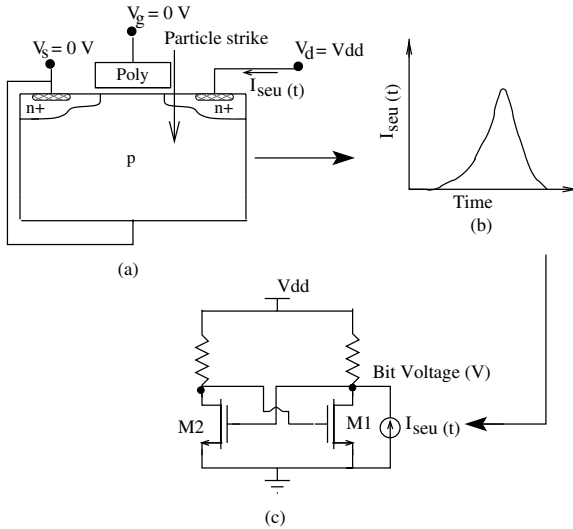 V_g = 0 V
V_s = 0 V
Particle strike
V_d = Vdd
Poly
I_seu (t)
n+
n+
p
(a)
I_seu (t)
Time
(b)
Vdd
Bit Voltage (V)
M2
M1
I_seu (t)
(c)